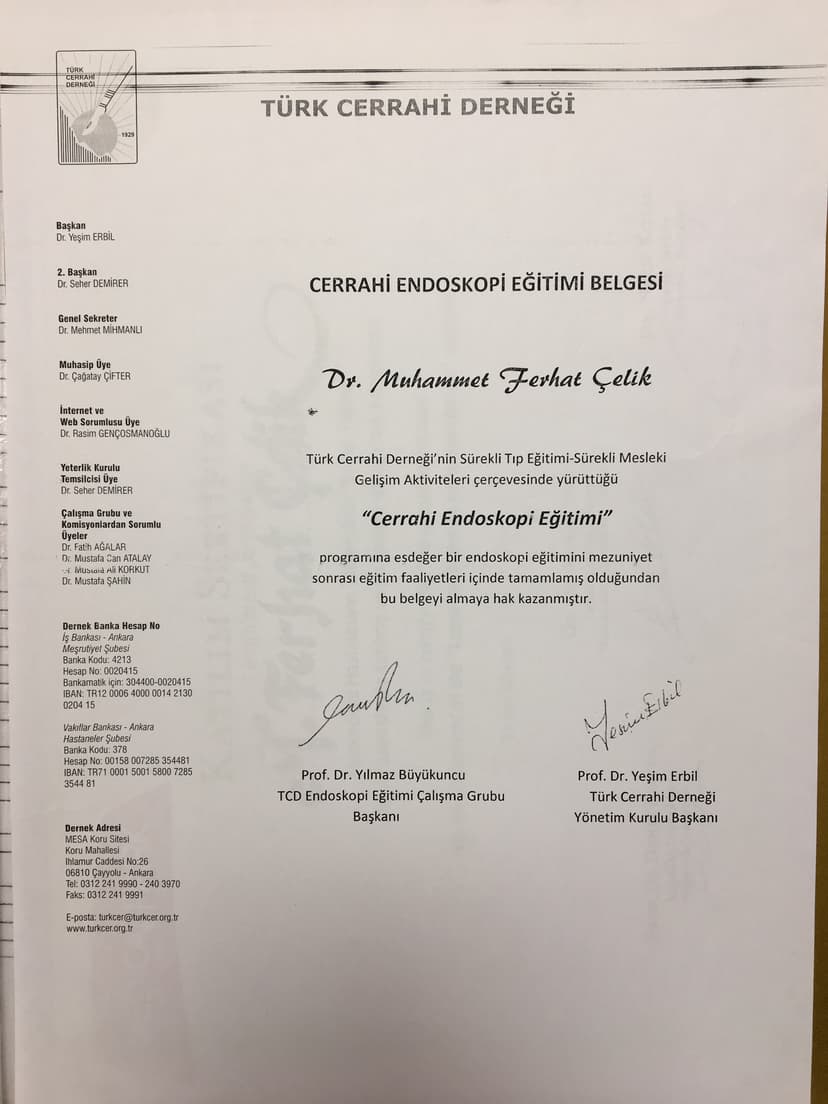 TÜRK
CERRAHİ
DERNEĞİ
1929
TÜRK CERRAHİ DERNEĞİ
Başkan
Dr. Yeşim ERBİL
2. Başkan
Dr. Seher DEMİRER
Genel Sekreter
Dr. Mehmet MİHMANLI
Muhasip Üye
Dr. Çağatay ÇİFTER
İnternet ve
Web Sorumlusu Üye
Dr. Rasim GENÇOSMANOĞLU
Yeterlik Kurulu
Temsilcisi Üye
Dr. Seher DEMİRER
Çalışma Grubu ve
Komisyonlardan Sorumlu
Üyeler
Dr. Fatih AĞALAR
Dr. Mustafa Can ATALAY
Mustafa Ali KORKUT
Dr. Mustafa ŞAHİN
Dernek Banka Hesap No
İş Bankası - Ankara
Meşrutiyet Şubesi
Banka Kodu: 4213
Hesap No: 0020415
Bankamatik için: 304400-0020415
IBAN: TR12 0006 4000 0014 2130
0204 15
Vakıflar Bankası - Ankara
Hastaneler Şubesi
Banka Kodu: 378
Hesap No: 00158 007285 354481
IBAN: TR71 0001 5001 5800 7285
3544 81
Dernek Adresi
MESA Koru Sitesi
Koru Mahallesi
Ihlamur Caddesi No:26
06810 Çayyolu - Ankara
Tel: 0312 241 9990 - 240 3970
Faks: 0312 241 9991
E-posta: turkcer@turkcer.org.tr
www.turkcer.org.tr
CERRAHİ ENDOSKOPİ EĞİTİMİ BELGESİ
Dr. Muhammet Ferhat Çelik
Türk Cerrahi Derneği'nin Sürekli Tıp Eğitimi-Sürekli Mesleki
Gelişim Aktiviteleri çerçevesinde yürüttüğü
"Cerrahi Endoskopi Eğitimi"
programına esdeğer bir endoskopi eğitimini mezuniyet
sonrası eğitim faaliyetleri içinde tamamlamış olduğundan
bu belgeyi almaya hak kazanmıştır.
Yeşim Erbil
Prof. Dr. Yılmaz Büyükuncu
TCD Endoskopi Eğitimi Çalışma Grubu
Başkanı
Prof. Dr. Yeşim Erbil
Türk Cerrahi Derneği
Yönetim Kurulu Başkanı